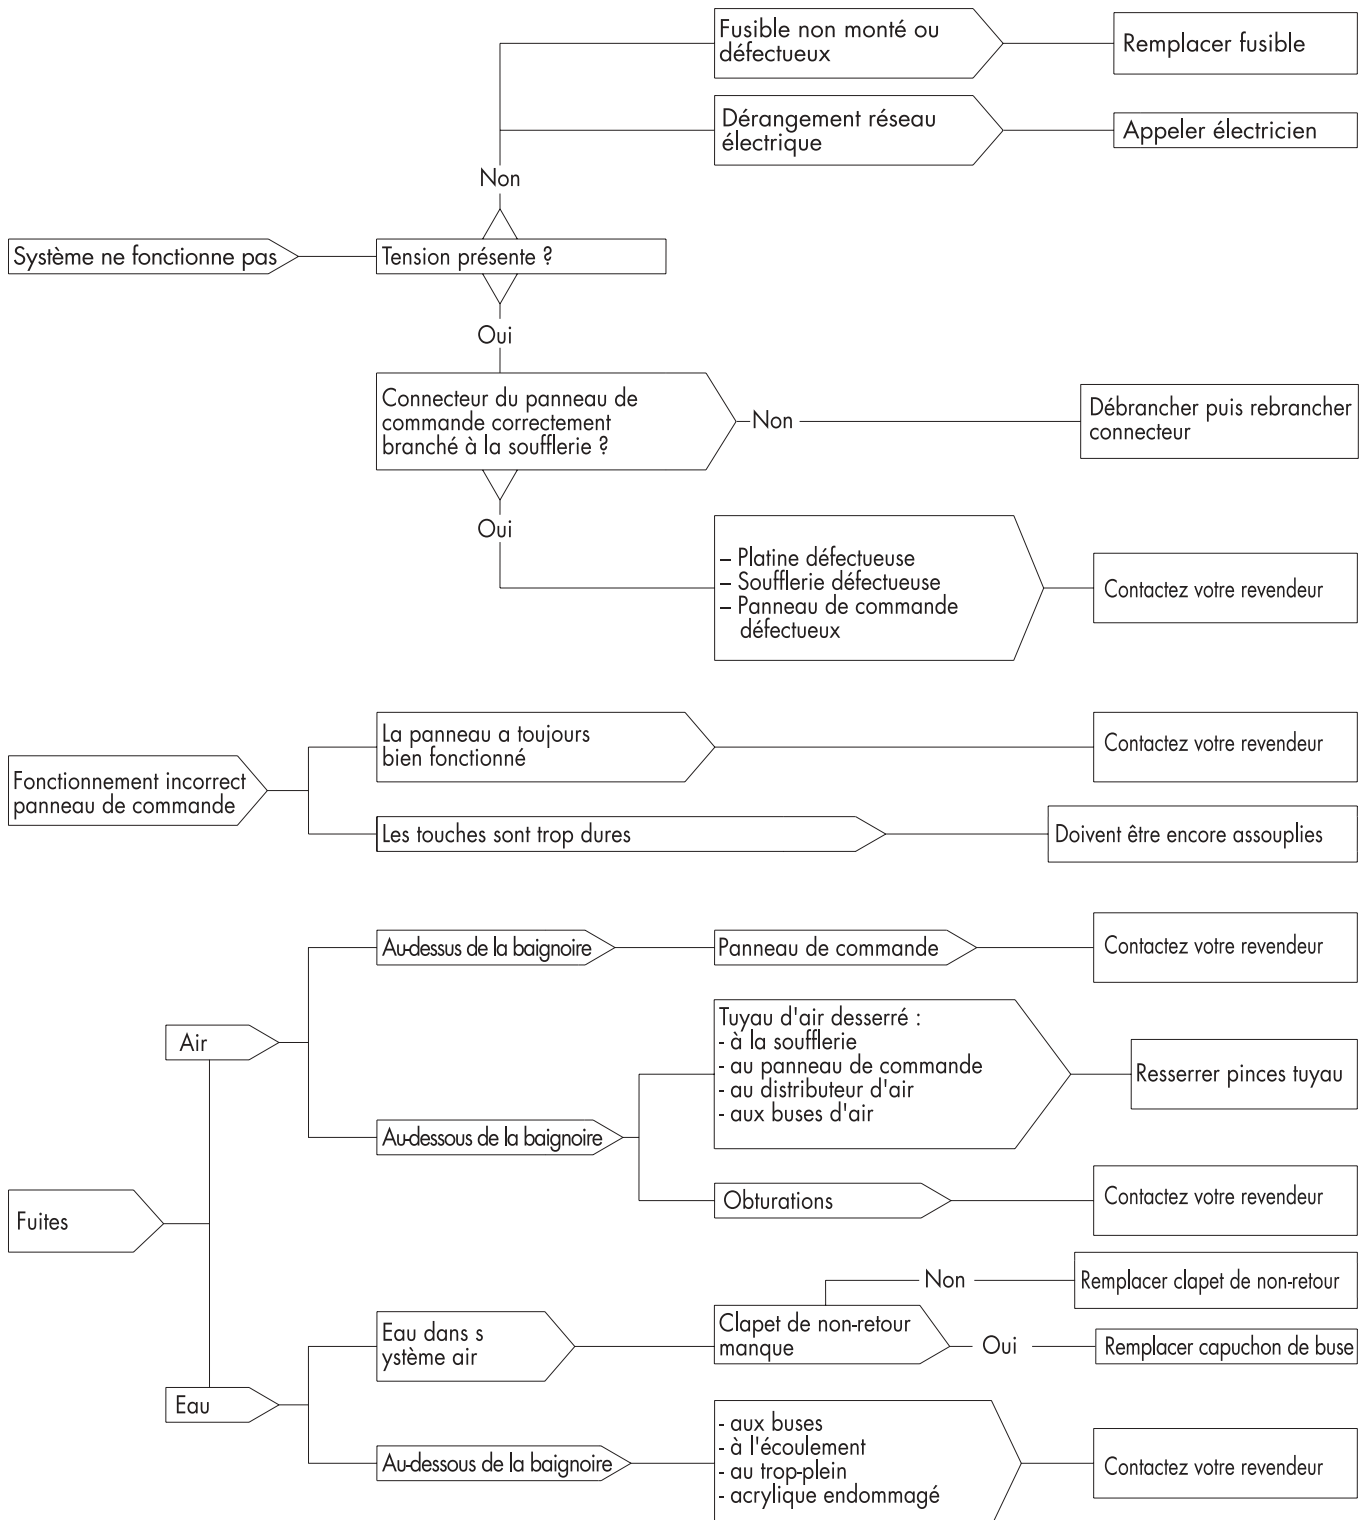 Fusible non monté ou
défectueux
Remplacer fusible
Dérangement réseau
électrique
Appeler électricien
Non
Système ne fonctionne pas
Tension présente ?
Oui
Connecteur du panneau de
commande correctement
branché à la soufflerie ?
Non
Débrancher puis rebrancher
connecteur
Oui
– Platine défectueuse
– Soufflerie défectueuse
– Panneau de commande
défectueux
Contactez votre revendeur
Fonctionnement incorrect
panneau de commande
La panneau a toujours
bien fonctionné
Contactez votre revendeur
Les touches sont trop dures
Doivent être encore assouplies
Fuites
Air
Au-dessus de la baignoire
Panneau de commande
Contactez votre revendeur
Au-dessous de la baignoire
Tuyau d'air desserré :
- à la soufflerie
- au panneau de commande
- au distributeur d'air
- aux buses d'air
Resserrer pinces tuyau
Obturations
Contactez votre revendeur
Eau
Eau dans s
ystème air
Clapet de non-retour
manque
Non
Remplacer clapet de non-retour
Oui
Remplacer capuchon de buse
Au-dessous de la baignoire
- aux buses
- à l'écoulement
- au trop-plein
- acrylique endommagé
Contactez votre revendeur